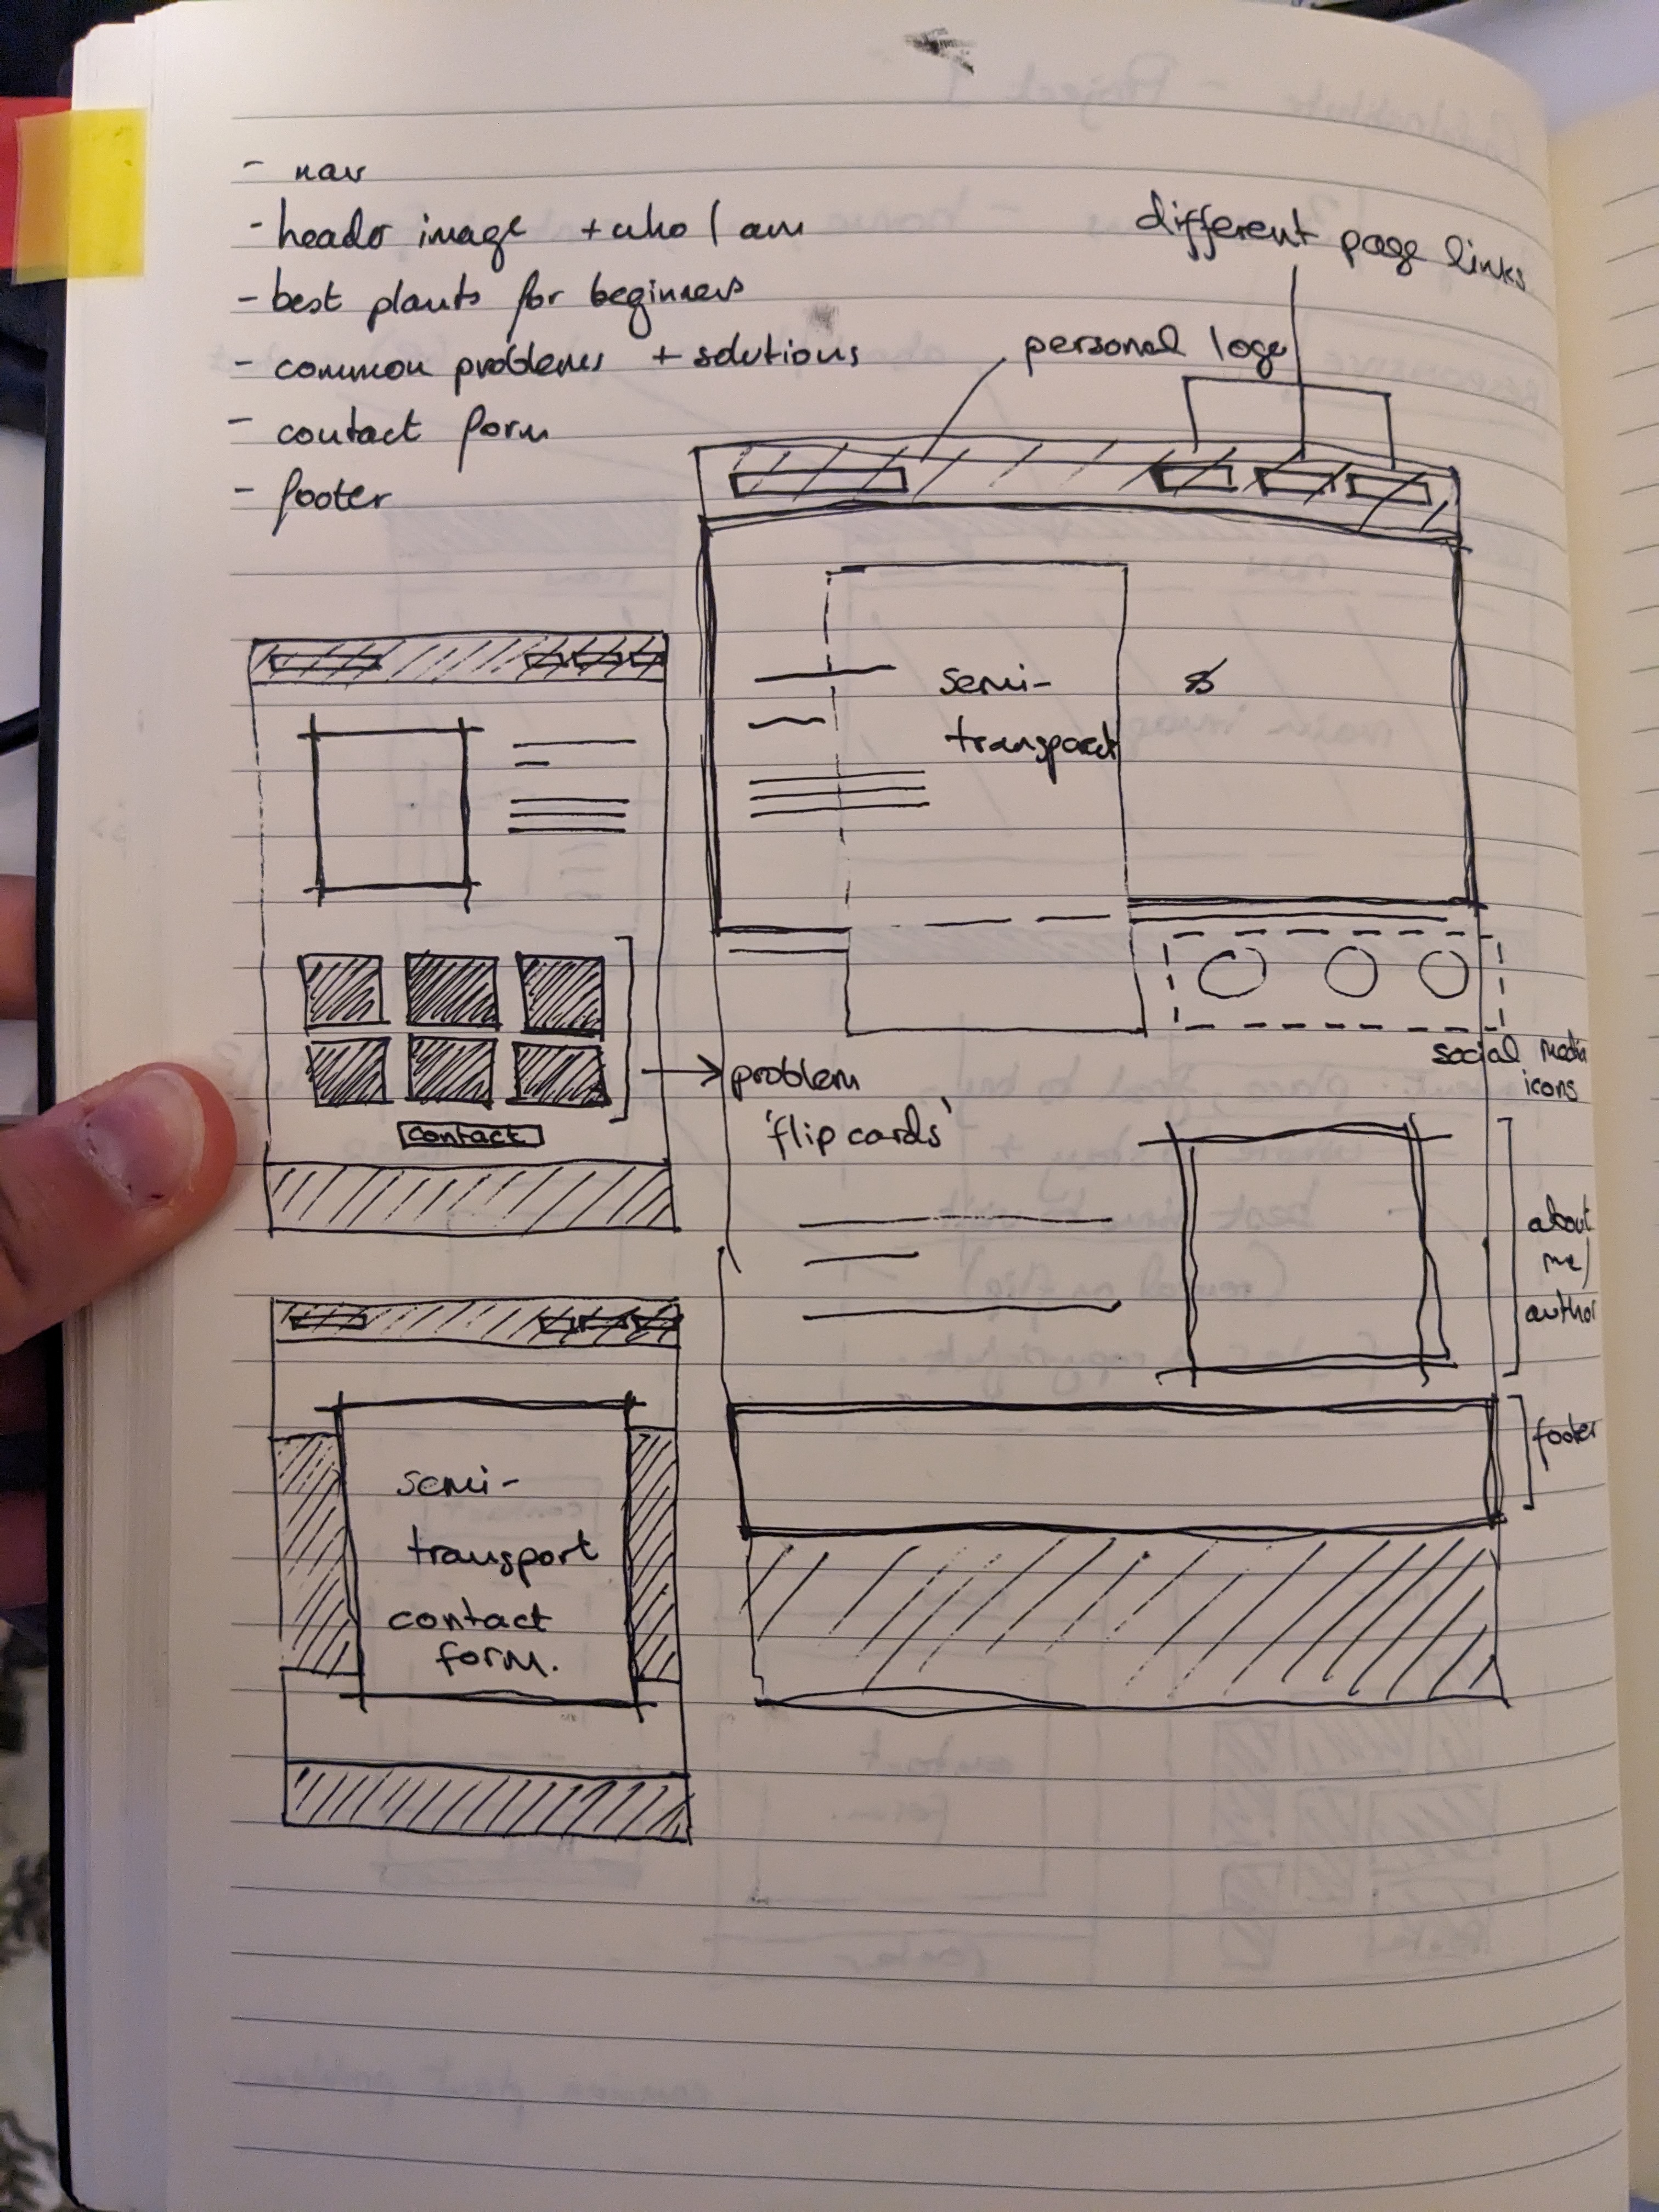 - nav
- header image + who I am
- best plants for beginners
- common problems + solutions
- contact form
- footer
different page links
personal logo
semi-
transparet
social media
icons
problem
'flip cards'
contact
about
me/
author
footer
semi-
transport
contact
form.